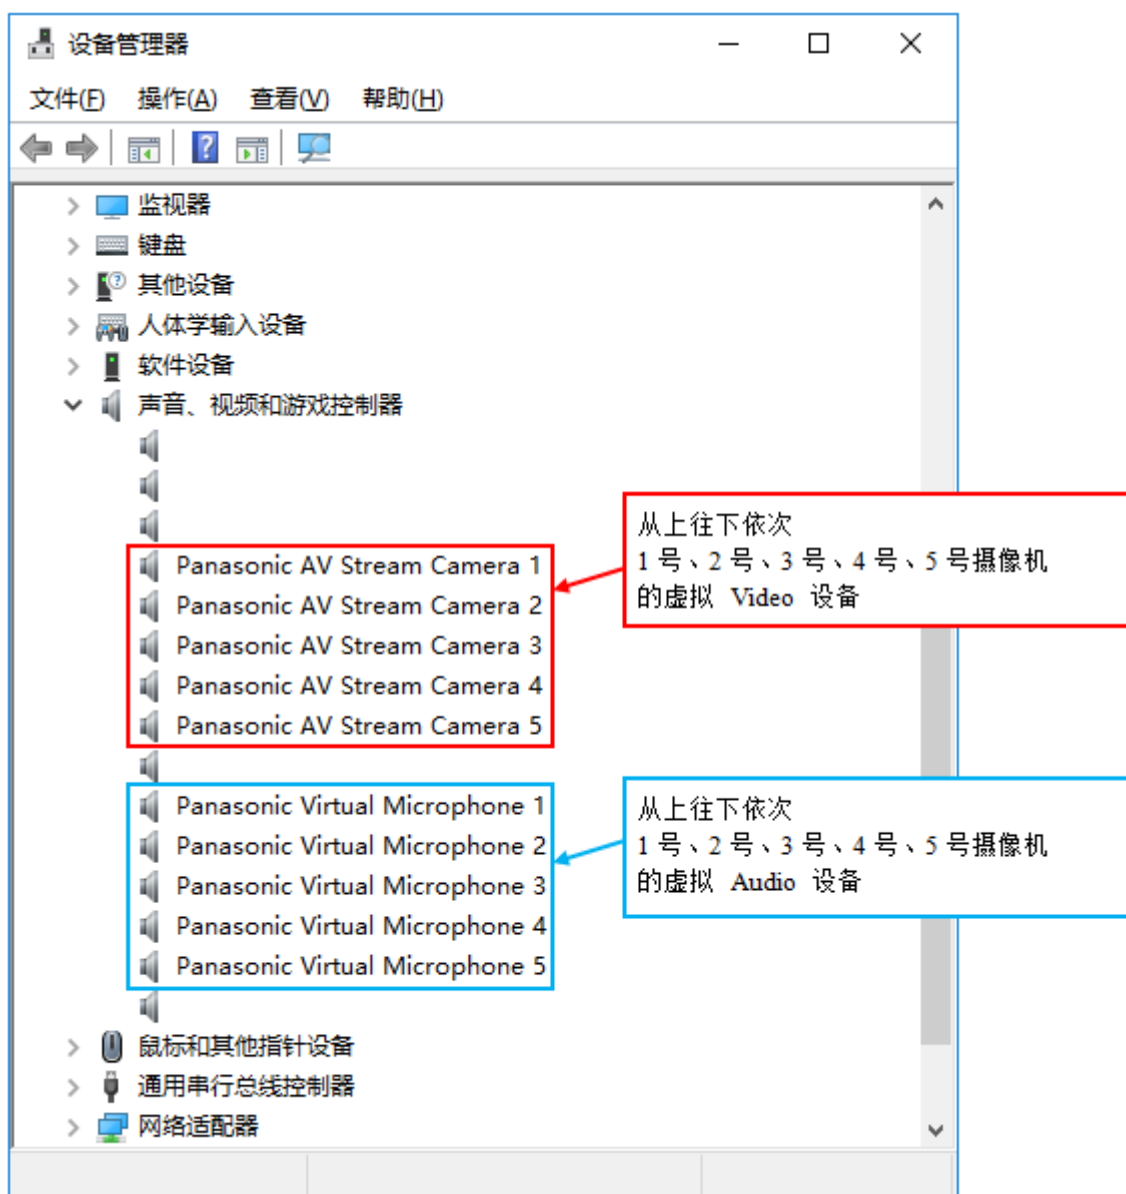 设备管理器
文件(F) 操作(A) 查看(V) 帮助(H)
监视器
键盘
其他设备
人体学输入设备
软件设备
声音、视频和游戏控制器
Panasonic AV Stream Camera 1
Panasonic AV Stream Camera 2
Panasonic AV Stream Camera 3
Panasonic AV Stream Camera 4
Panasonic AV Stream Camera 5
从上往下依次
1 号、2 号、3 号、4 号、5 号摄像机
的虚拟 Video 设备
Panasonic Virtual Microphone 1
Panasonic Virtual Microphone 2
Panasonic Virtual Microphone 3
Panasonic Virtual Microphone 4
Panasonic Virtual Microphone 5
从上往下依次
1 号、2 号、3 号、4 号、5 号摄像机
的虚拟 Audio 设备
鼠标和其他指针设备
通用串行总线控制器
网络适配器